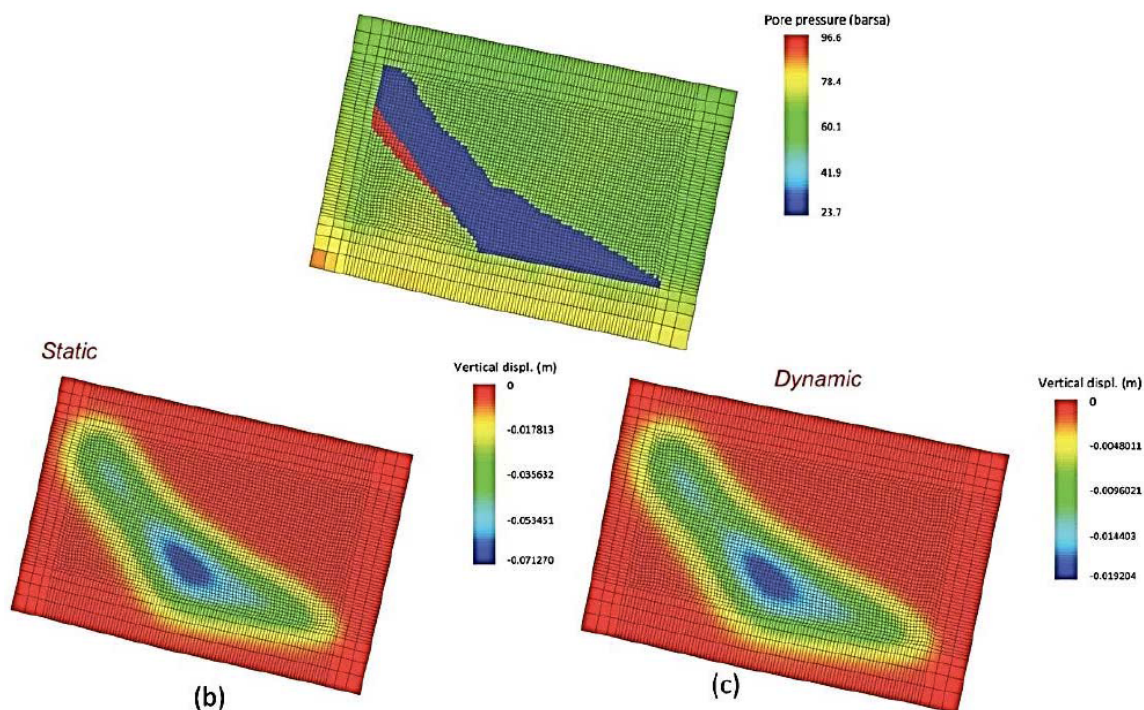 Pore pressure (barsa)
96.6
78.4
60.1
41.9
23.7
Static
Vertical displ. (m)
0
-0.017813
-0.035632
-0.053451
-0.071270
(b)
Dynamic
Vertical displ. (m)
0
-0.0048011
-0.0096021
-0.014403
-0.019204
(c)